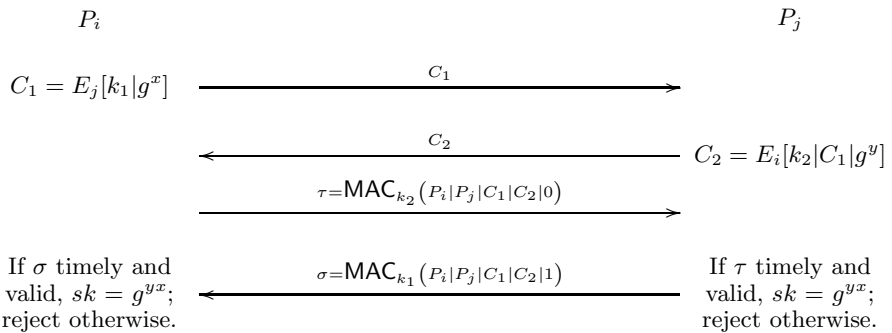 P_i P_j
C_1 = E_j[k_1|g^x] C_1
C_2 C_2 = E_i[k_2|C_1|g^y]
τ=MAC_{k_2}(P_i|P_j|C_1|C_2|0)
σ=MAC_{k_1}(P_i|P_j|C_1|C_2|1)
If σ timely and
valid, sk = g^{yx};
reject otherwise.
If τ timely and
valid, sk = g^{yx};
reject otherwise.